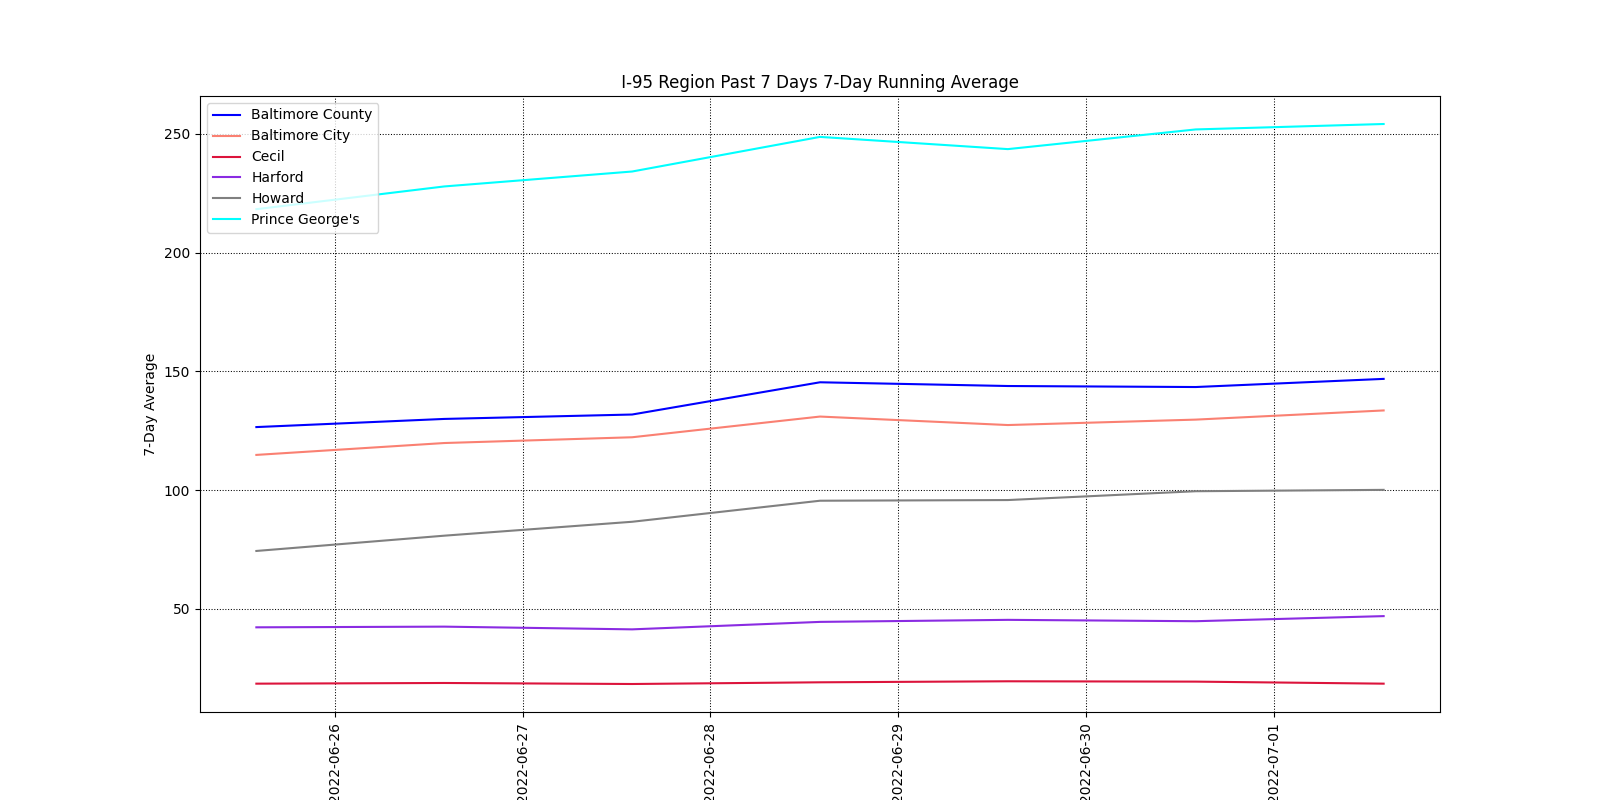 I-95 Region Past 7 Days 7-Day Running Average
Baltimore County
Baltimore City
Cecil
Harford
Howard
Prince George's
7-Day Average
250
200
150
100
50
2022-06-26
2022-06-27
2022-06-28
2022-06-29
2022-06-30
2022-07-01